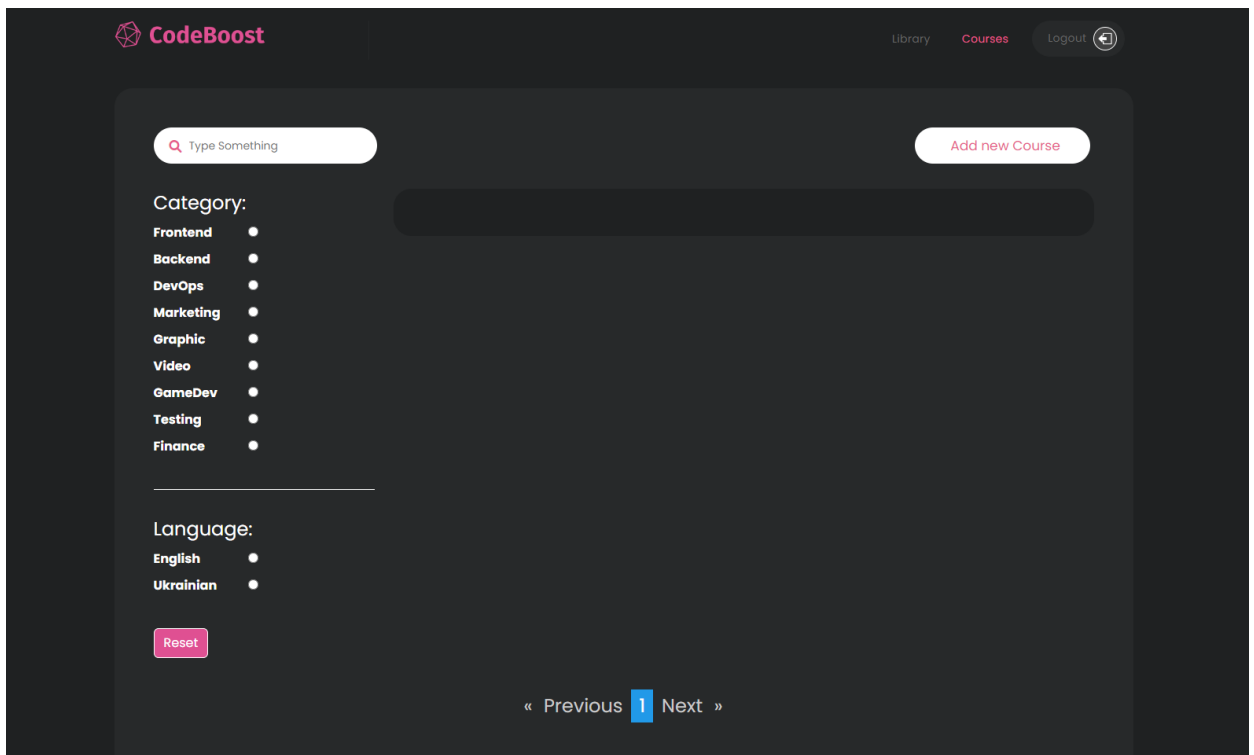 CodeBoost
Library Courses Logout
Type Something
Add new Course
Category:
Frontend
Backend
DevOps
Marketing
Graphic
Video
GameDev
Testing
Finance
Language:
English
Ukrainian
Reset
« Previous 1 Next »